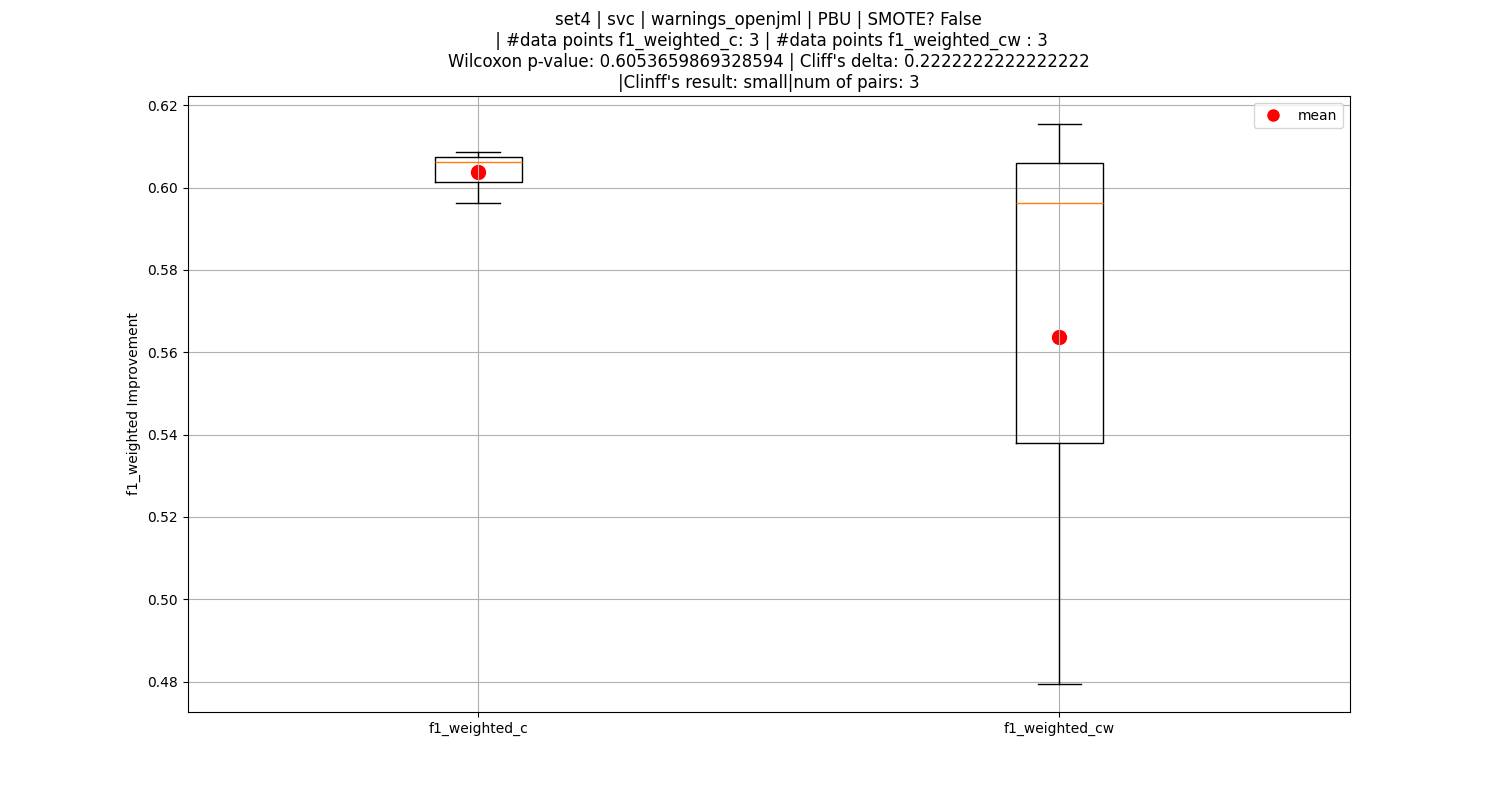 set4 | svc | warnings_openjml | PBU | SMOTE? False
| #data points f1_weighted_c: 3 | #data points f1_weighted_cw : 3
Wilcoxon p-value: 0.6053659869328594 | Cliff's delta: 0.2222222222222222
|Clinff's result: small|num of pairs: 3
mean
f1_weighted Improvement
0.62
0.60
0.58
0.56
0.54
0.52
0.50
0.48
f1_weighted_c
f1_weighted_cw